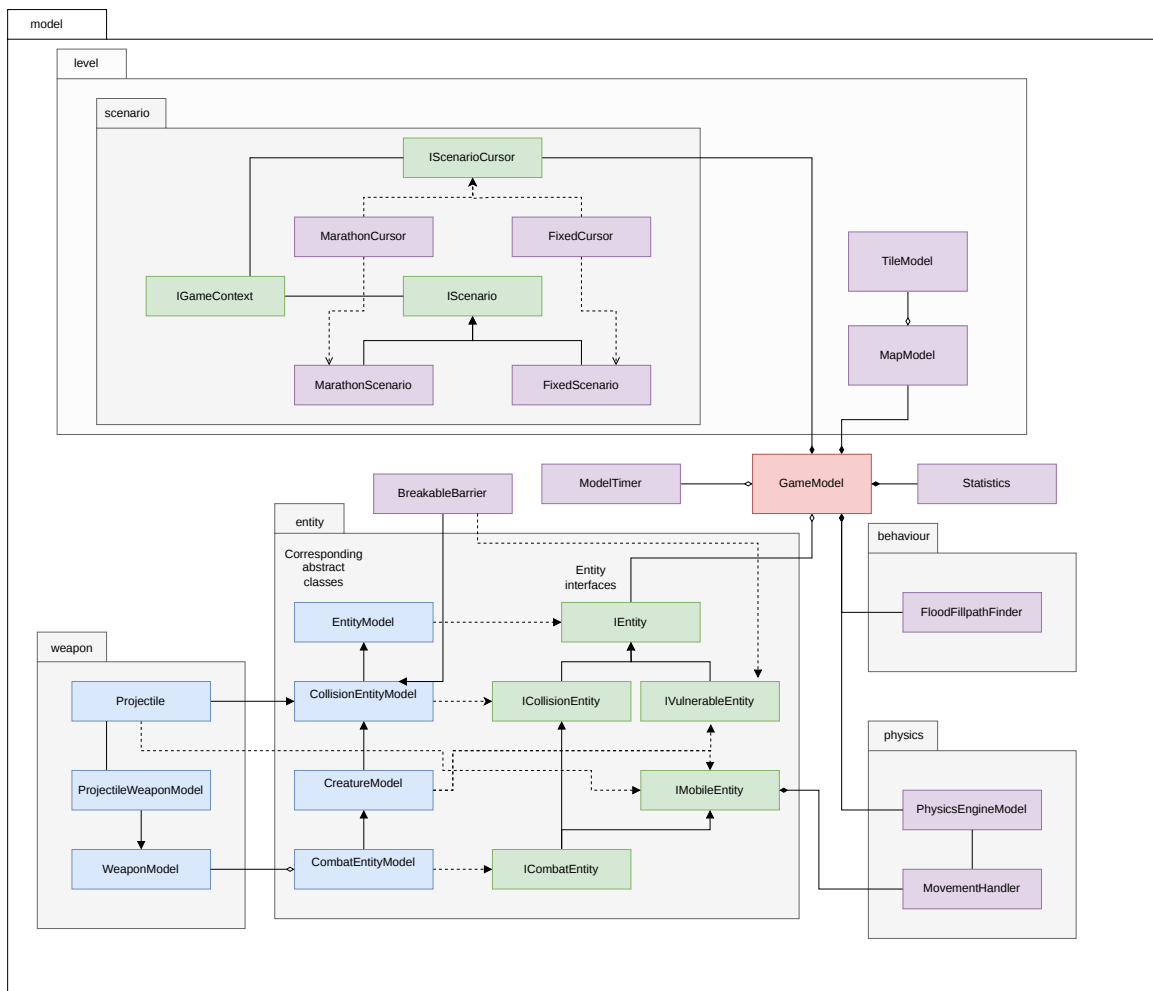 model
level
scenario
IScenarioCursor
MarathonCursor
FixedCursor
TileModel
IGameContext
IScenario
MapModel
MarathonScenario
FixedScenario
ModelTimer
GameModel
Statistics
BreakableBarrier
entity
behaviour
Corresponding
abstract
classes
Entity
interfaces
EntityModel
IEntity
FloodFillpathFinder
weapon
Projectile
CollisionEntityModel
ICollisionEntity
IVulnerableEntity
physics
ProjectileWeaponModel
CreatureModel
IMobileEntity
PhysicsEngineModel
WeaponModel
CombatEntityModel
ICombatEntity
MovementHandler